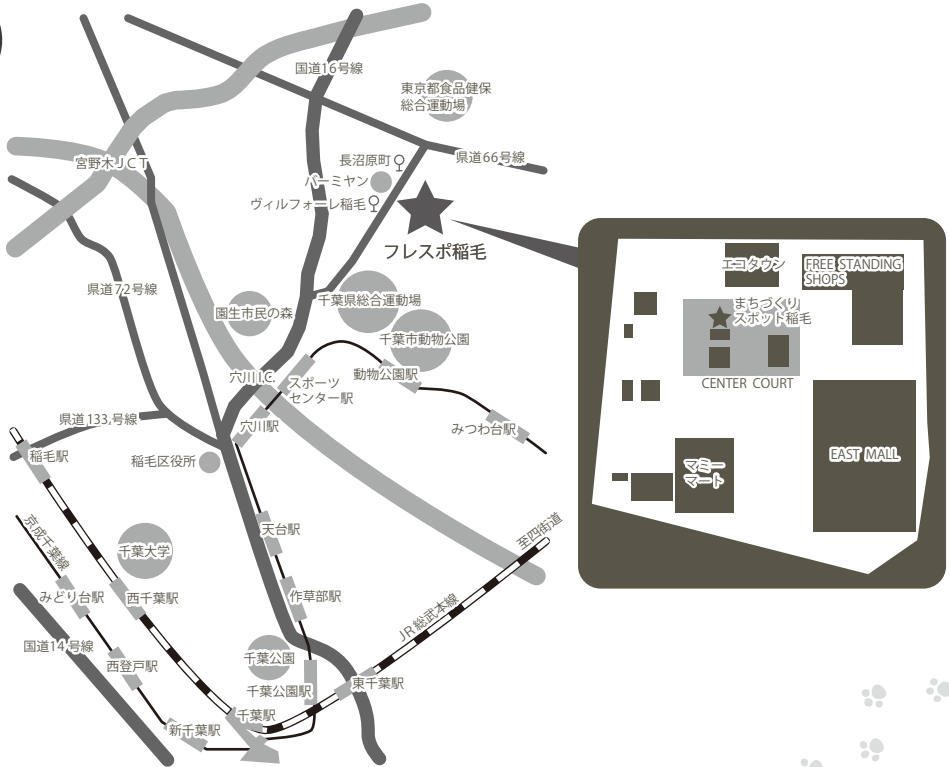 国道16号線
東京都食品健保
総合運動場
宮野木JCT
長沼原町
県道66号線
バーミヤン
ヴィルフォーレ稲毛
フレスポ稲毛
県道72号線
園生市民の森
千葉県総合運動場
千葉市動物公園
穴川I.C.
スポーツ
センター駅
動物公園駅
県道133号線
穴川駅
みつわ台駅
稲毛駅
稲毛区役所
京成千葉線
千葉大学
天台駅
至四街道
みどり台駅
西千葉駅
作草部駅
JR総武本線
国道14号線
西登戸駅
千葉公園
千葉公園駅
東千葉駅
新千葉駅
千葉駅
エコタウン
FREE STANDING
SHOPS
まちづくり
スポット稲毛
CENTER COURT
EAST MALL
マミー
マート